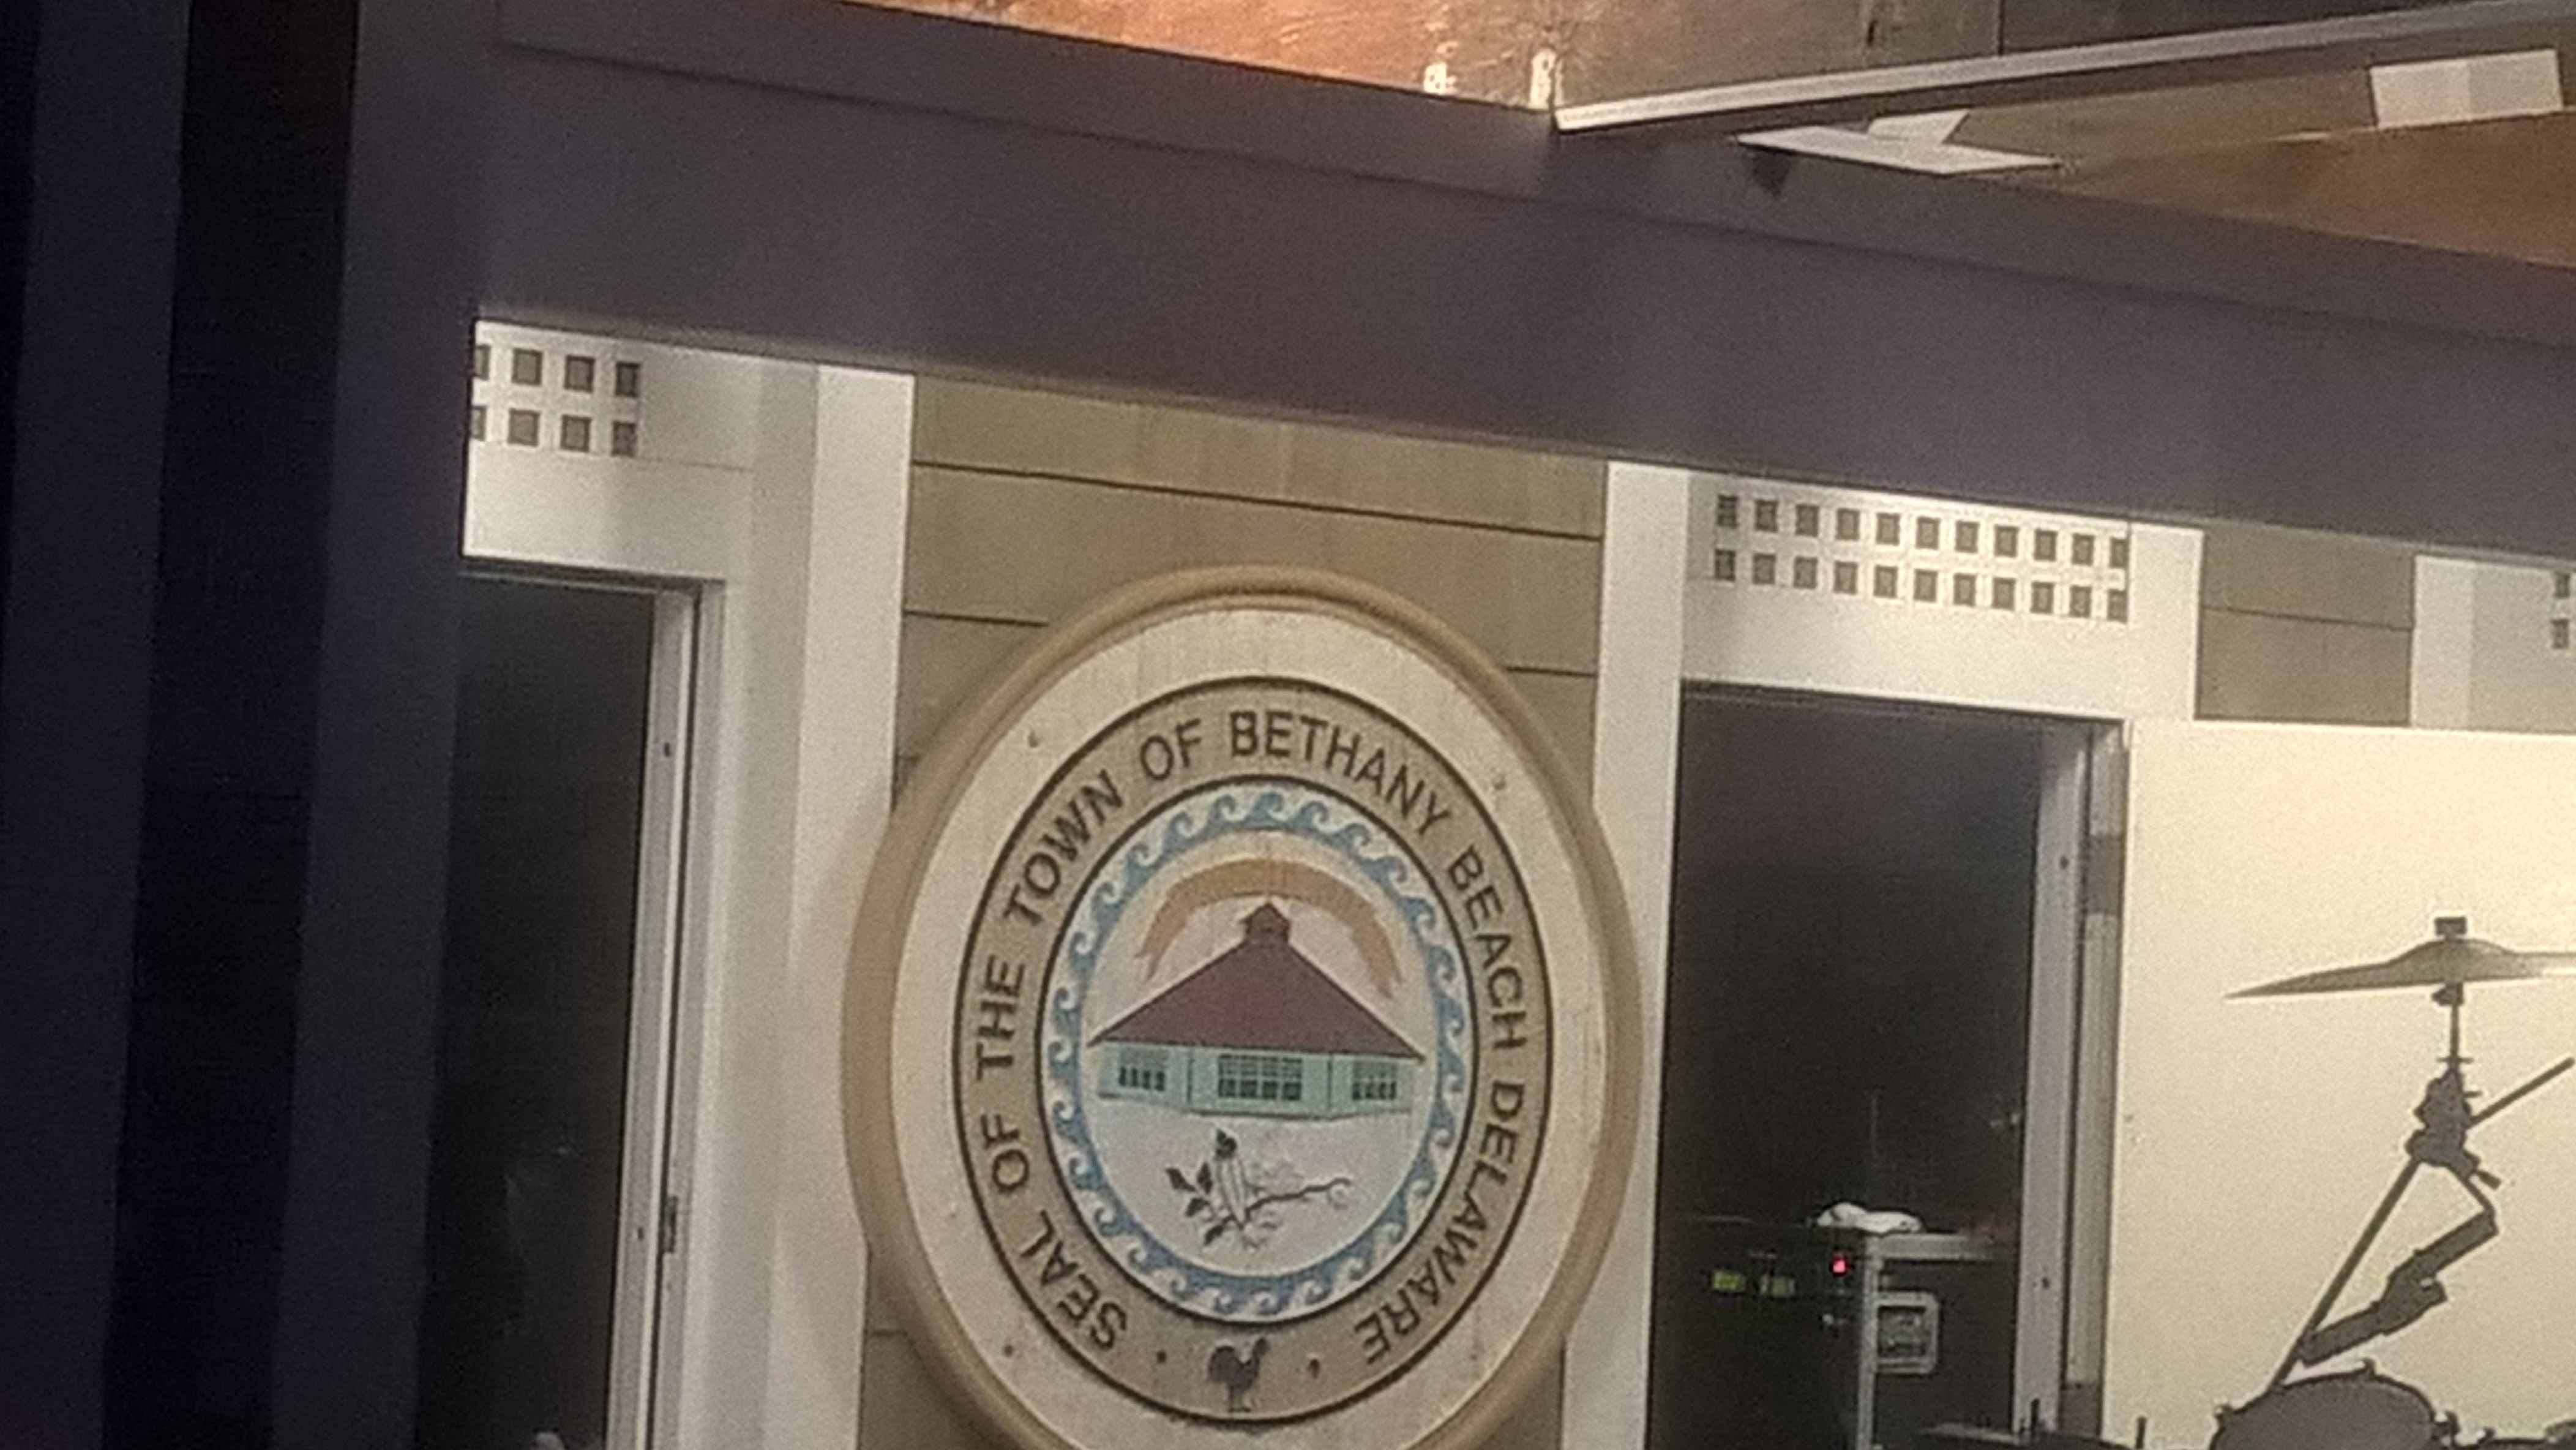 SEAL OF THE TOWN OF BETHANY BEACH DELAWARE